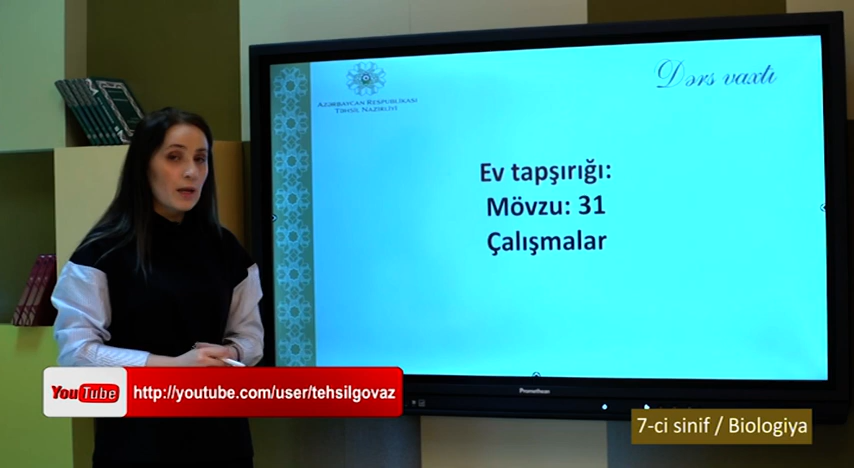 AZƏRBAYCAN RESPUBLİKASI
TƏHSİL NAZİRLİYİ
Dərs vaxtı
Ev tapşırığı:
Mövzu: 31
Çalışmalar
YouTube
http://youtube.com/user/tehsilgovaz
Promethean
7-ci sinif / Biologiya